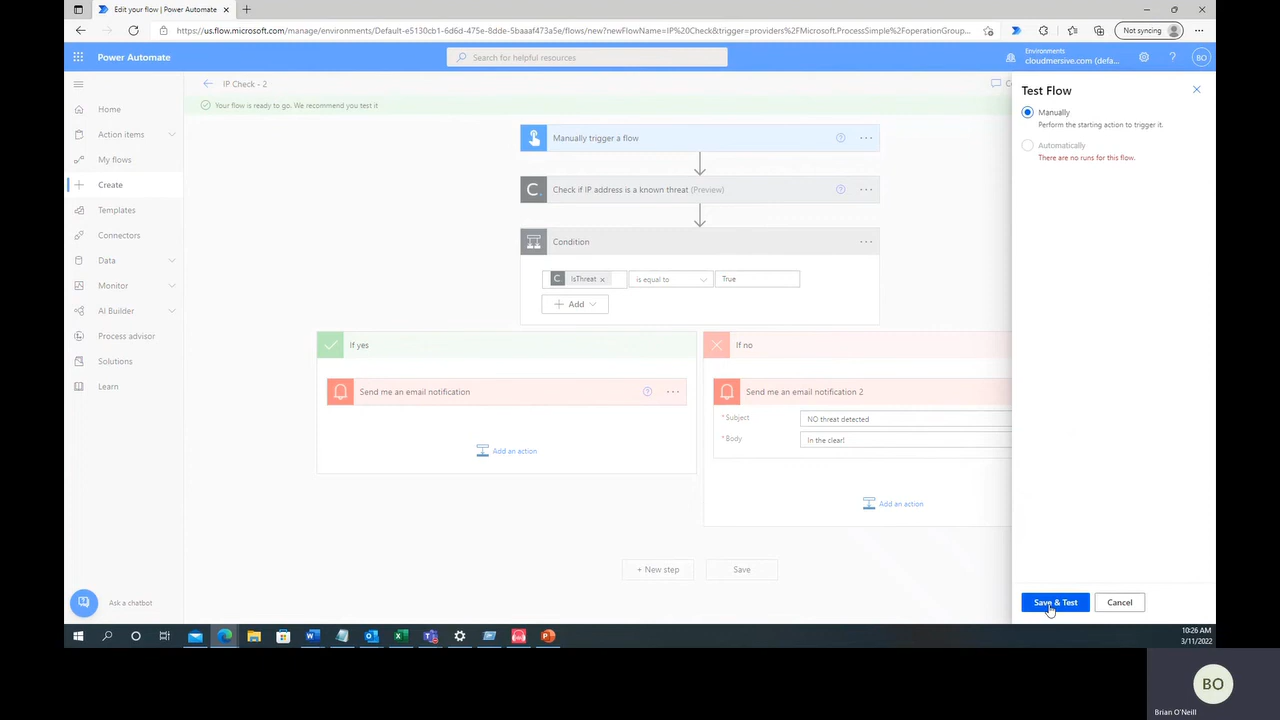 Edit your flow | Power Automate
https://us.flow.microsoft.com/manage/environments/Default-e5130cb1-6d6d-475e-8dde-5baaaf473a5e/flows/new?newFlowName=IP%20Check&trigger=providers%2FMicrosoft.ProcessSimple%2FoperationGroup...
Not syncing
Power Automate
Search for helpful resources
Environments
cloudmersive.com (defa...
BO
IP Check - 2
Your flow is ready to go. We recommend you test it
Home
Action items
My flows
Create
Templates
Connectors
Data
Monitor
AI Builder
Process advisor
Solutions
Learn
Ask a chatbot
Manually trigger a flow
Check if IP address is a known threat (Preview)
Condition
IsThreat
is equal to
True
Add
If yes
Send me an email notification
Add an action
If no
Send me an email notification 2
* Subject
NO threat detected
* Body
In the clear!
Add an action
+ New step
Save
Test Flow
Manually
Perform the starting action to trigger it.
Automatically
There are no runs for this flow.
Save & Test
Cancel
10:26 AM
3/11/2022
BO
Brian O'Neill